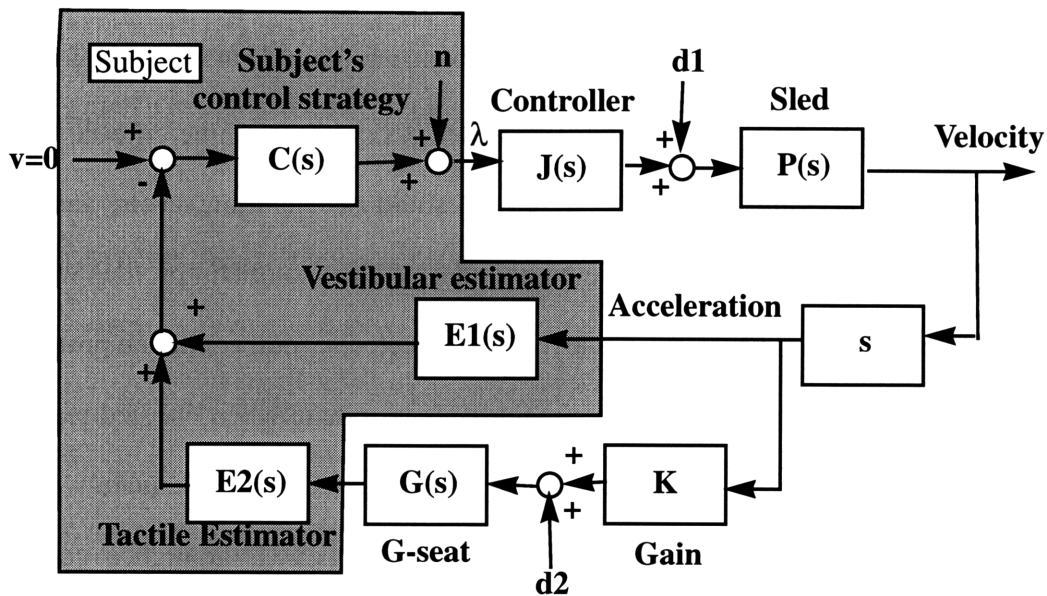 Subject
Subject's
control strategy
n
d1
Controller
Sled
Velocity
+
+
λ
+
v=0
C(s)
J(s)
P(s)
-
+
+
Vestibular estimator
+
Acceleration
E1(s)
s
+
E2(s)
G(s)
+
K
+
Tactile Estimator
G-seat
Gain
d2